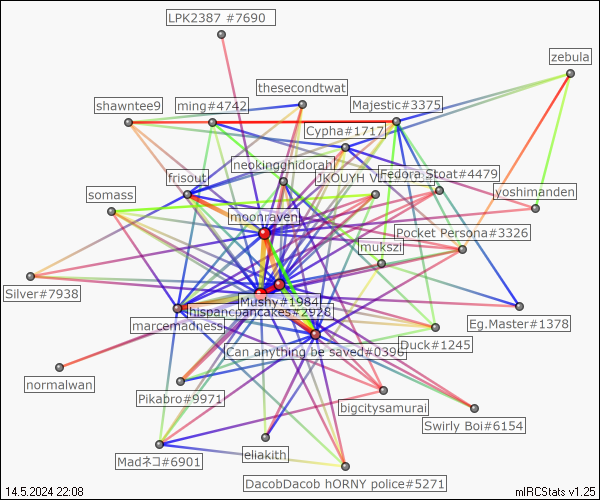 LPK2387 #7690
zebula
thesecondtwat
shawntee9
ming#4742
Majestic#3375
Cypha#1717
neokingghidorah
frisout
JKOUYH
Fedora Stoat#4479
somass
yoshimanden
moonraven
Pocket Persona#3326
mukszi
Silver#7938
Mushy#1984
hispancpancakes#2928
marcemadness
Eg.Master#1378
Duck#1245
Can anything be saved#0396
normalwan
Pikabro#9971
bigcitysamurai
Swirly Boi#6154
Madネコ#6901
eliakith
DacobDacob hORNY police#5271
14.5.2024 22:08
mIRCStats v1.25